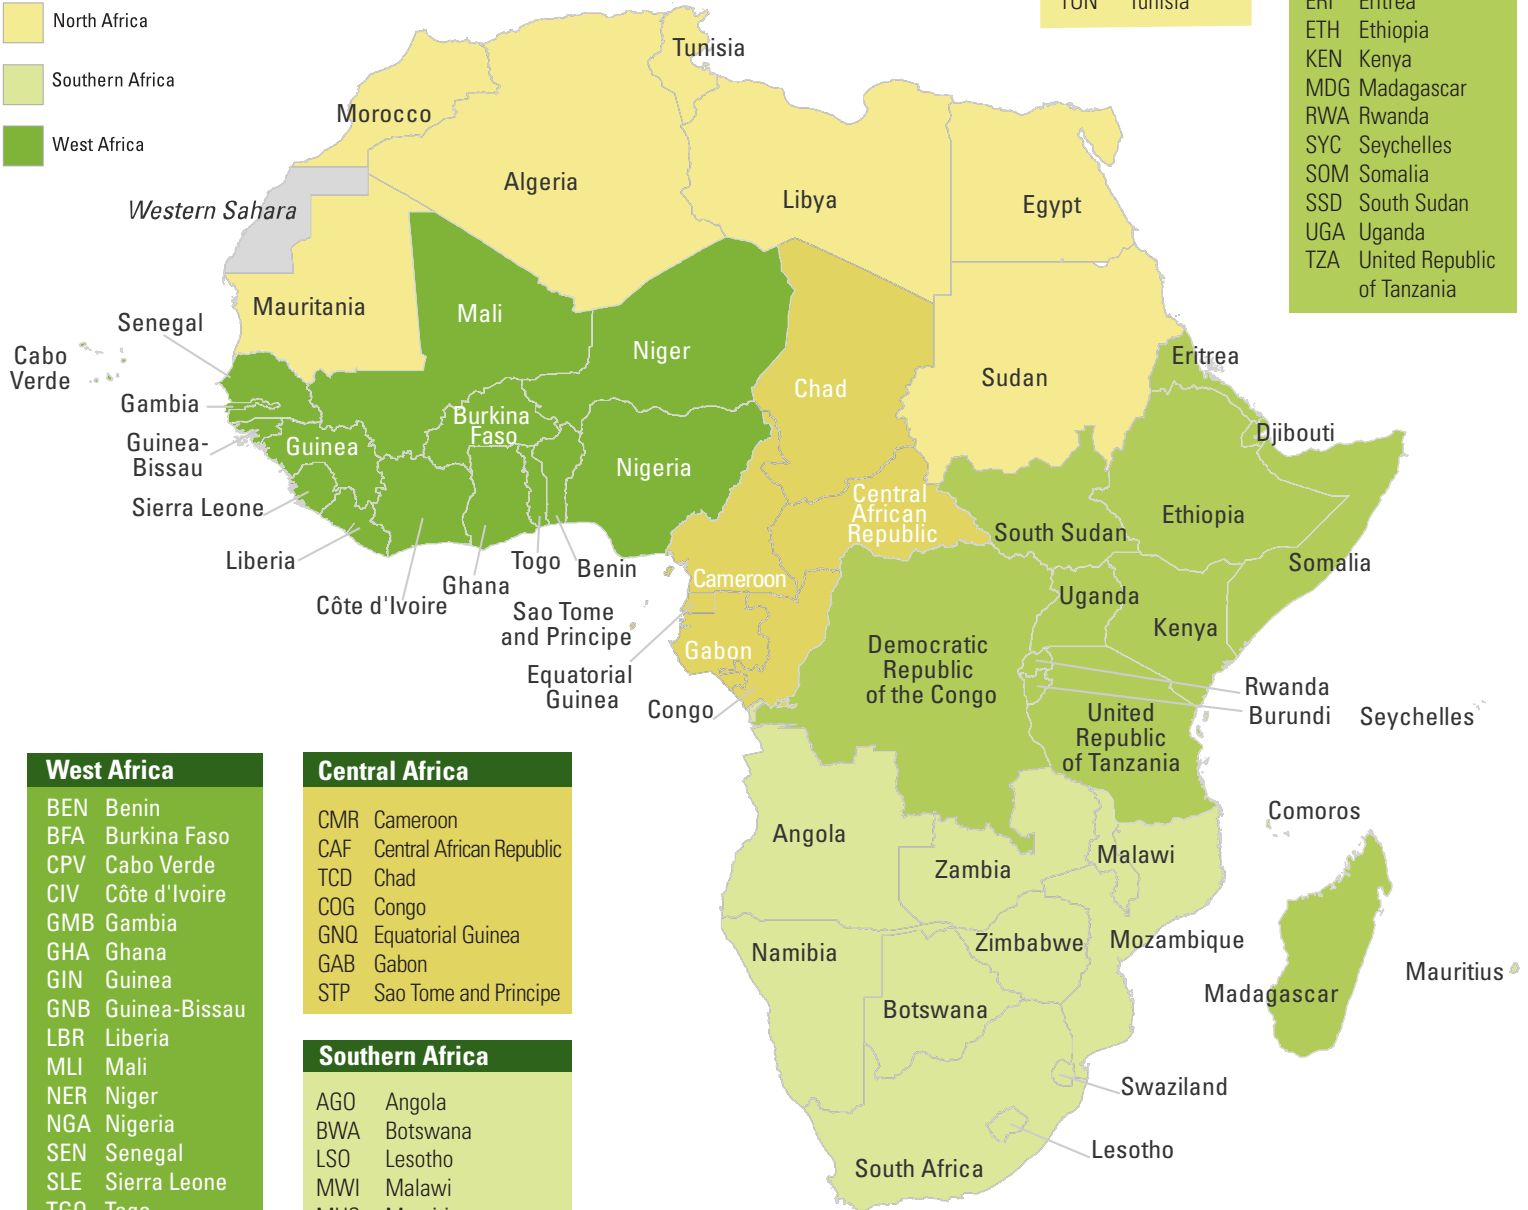 North Africa
Southern Africa
West Africa
TUN Tunisia
ERI Eritrea
ETH Ethiopia
KEN Kenya
MDG Madagascar
RWA Rwanda
SYC Seychelles
SOM Somalia
SSD South Sudan
UGA Uganda
TZA United Republic
of Tanzania
Tunisia
Morocco
Algeria
Libya
Egypt
Western Sahara
Mauritania
Mali
Niger
Chad
Sudan
Eritrea
Djibouti
Senegal
Cabo
Verde
Gambia
Guinea-
Bissau
Guinea
Burkina
Faso
Nigeria
Sierra Leone
Liberia
Côte d'Ivoire
Ghana
Togo
Benin
Central
African
Republic
South Sudan
Ethiopia
Somalia
Cameroon
Sao Tome
and Principe
Equatorial
Guinea
Gabon
Congo
Democratic
Republic
of the Congo
Uganda
Kenya
Rwanda
Burundi
Seychelles
United
Republic
of Tanzania
Comoros
Angola
Zambia
Malawi
Namibia
Zimbabwe
Mozambique
Botswana
Madagascar
Mauritius
Swaziland
Lesotho
South Africa
West Africa
BEN Benin
BFA Burkina Faso
CPV Cabo Verde
CIV Côte d'Ivoire
GMB Gambia
GHA Ghana
GIN Guinea
GNB Guinea-Bissau
LBR Liberia
MLI Mali
NER Niger
NGA Nigeria
SEN Senegal
SLE Sierra Leone
TGO Togo
Central Africa
CMR Cameroon
CAF Central African Republic
TCD Chad
COG Congo
GNQ Equatorial Guinea
GAB Gabon
STP Sao Tome and Principe
Southern Africa
AGO Angola
BWA Botswana
LSO Lesotho
MWI Malawi